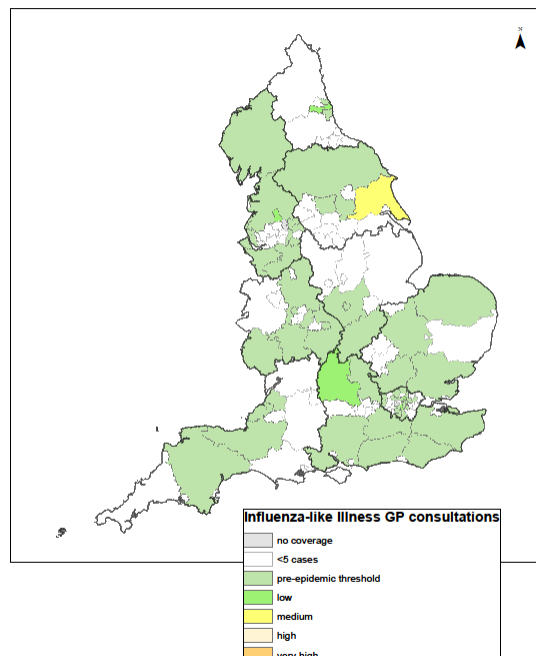 N
Influenza-like Illness GP consultations
no coverage
<5 cases
pre-epidemic threshold
low
medium
high
very high